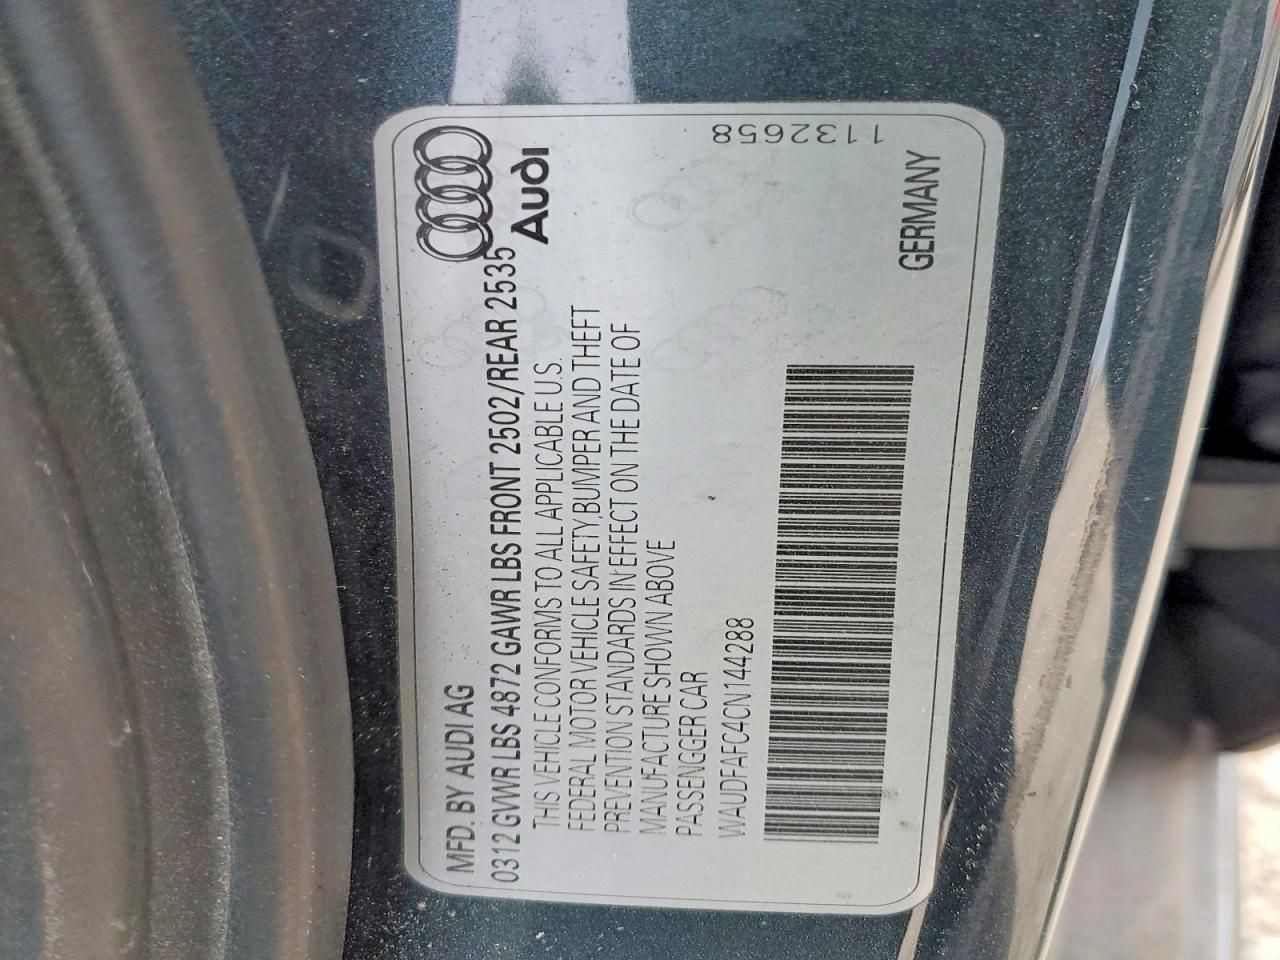 Audi
MFD. BY AUDI AG
0312 GVWR LBS 4872 GAWR LBS FRONT 2502/REAR 2535
THIS VEHICLE CONFORMS TO ALL APPLICABLE U.S.
FEDERAL MOTOR VEHICLE SAFETY,BUMPER AND THEFT
PREVENTION STANDARDS IN EFFECT ON THE DATE OF
MANUFACTURE SHOWN ABOVE
PASSENGGER CAR
WAUDFAFC4CN144288
GERMANY
1132658